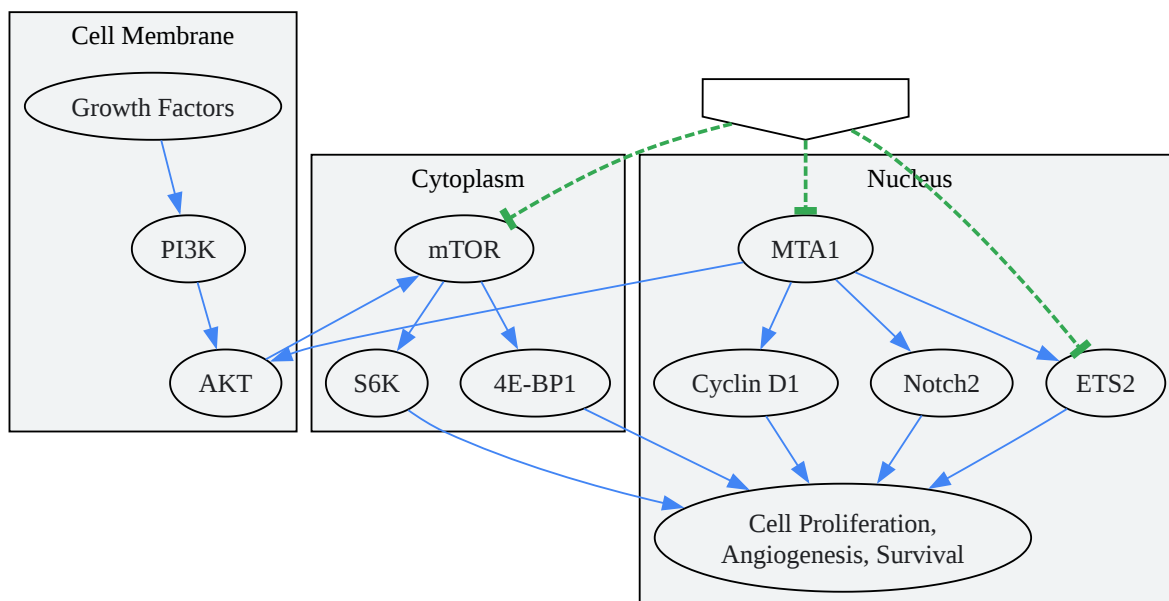 Cell Membrane
Growth Factors
Cytoplasm
Nucleus
PI3K
mTOR
MTA1
AKT
S6K
4E-BP1
Cyclin D1
Notch2
ETS2
Cell Proliferation,
Angiogenesis, Survival